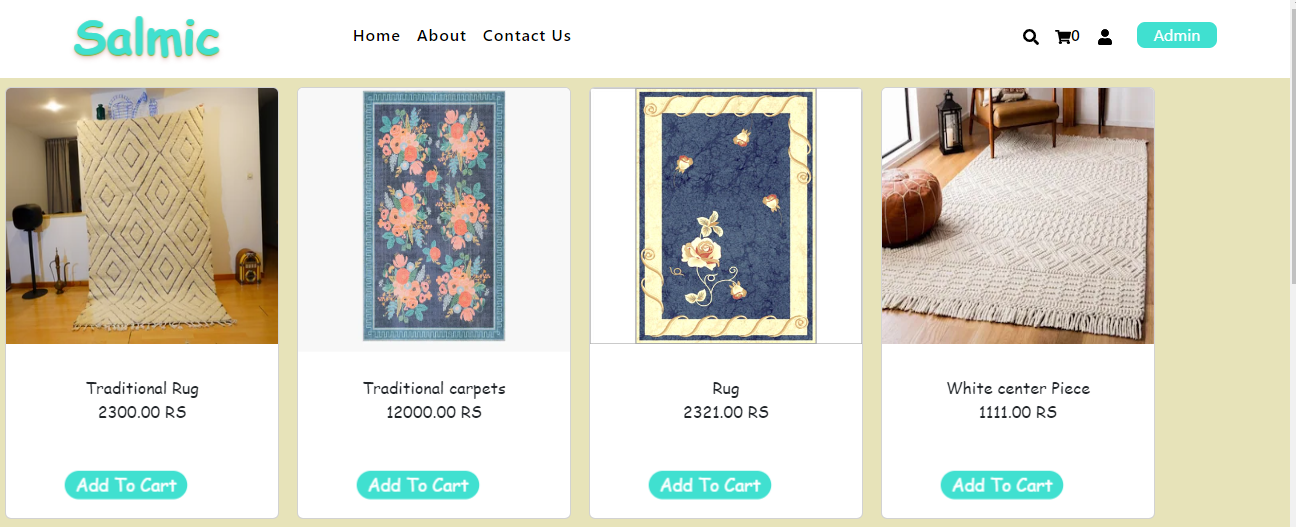 Salmic
Home About Contact Us
0
Admin
Traditional Rug
2300.00 RS
Add To Cart
Traditional carpets
12000.00 RS
Add To Cart
Rug
2321.00 RS
Add To Cart
White center Piece
1111.00 RS
Add To Cart